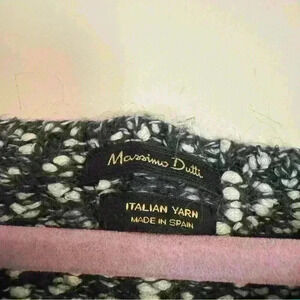 Massimo Dutti
ITALIAN YARN
MADE IN SPAIN